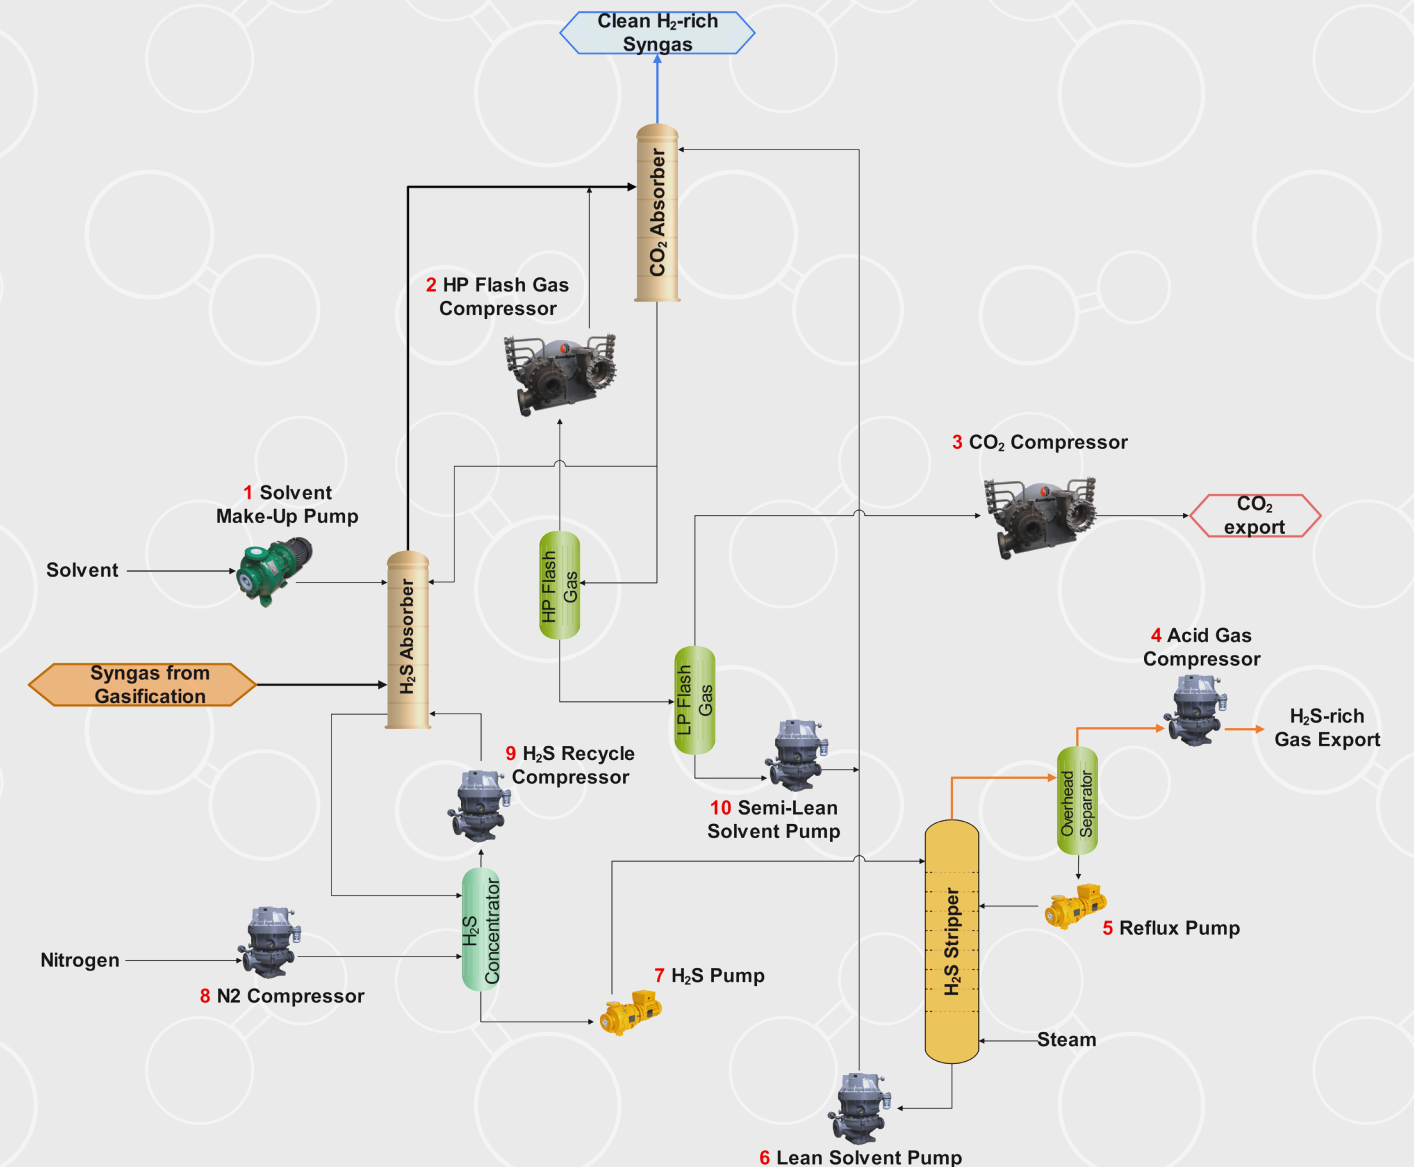 Clean H₂-rich
Syngas
CO₂ Absorber
2 HP Flash Gas
Compressor
3 CO₂ Compressor
CO₂
export
1 Solvent
Make-Up Pump
Solvent
HP Flash
Gas
H₂S Absorber
Syngas from
Gasification
LP Flash
Gas
4 Acid Gas
Compressor
H₂S-rich
Gas Export
9 H₂S Recycle
Compressor
10 Semi-Lean
Solvent Pump
Overhead
Separator
H₂S
Concentrator
H₂S Stripper
5 Reflux Pump
Nitrogen
8 N2 Compressor
7 H₂S Pump
Steam
6 Lean Solvent Pump